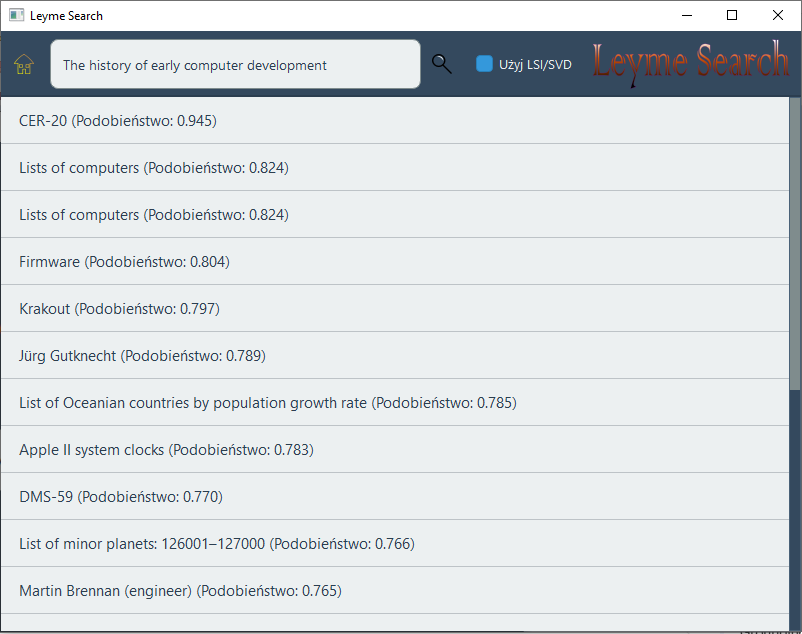 Leyme Search
The history of early computer development
Użyj LSI/SVD
Leyme Search
CER-20 (Podobieństwo: 0.945)
Lists of computers (Podobieństwo: 0.824)
Lists of computers (Podobieństwo: 0.824)
Firmware (Podobieństwo: 0.804)
Krakout (Podobieństwo: 0.797)
Jürg Gutknecht (Podobieństwo: 0.789)
List of Oceanian countries by population growth rate (Podobieństwo: 0.785)
Apple II system clocks (Podobieństwo: 0.783)
DMS-59 (Podobieństwo: 0.770)
List of minor planets: 126001–127000 (Podobieństwo: 0.766)
Martin Brennan (engineer) (Podobieństwo: 0.765)